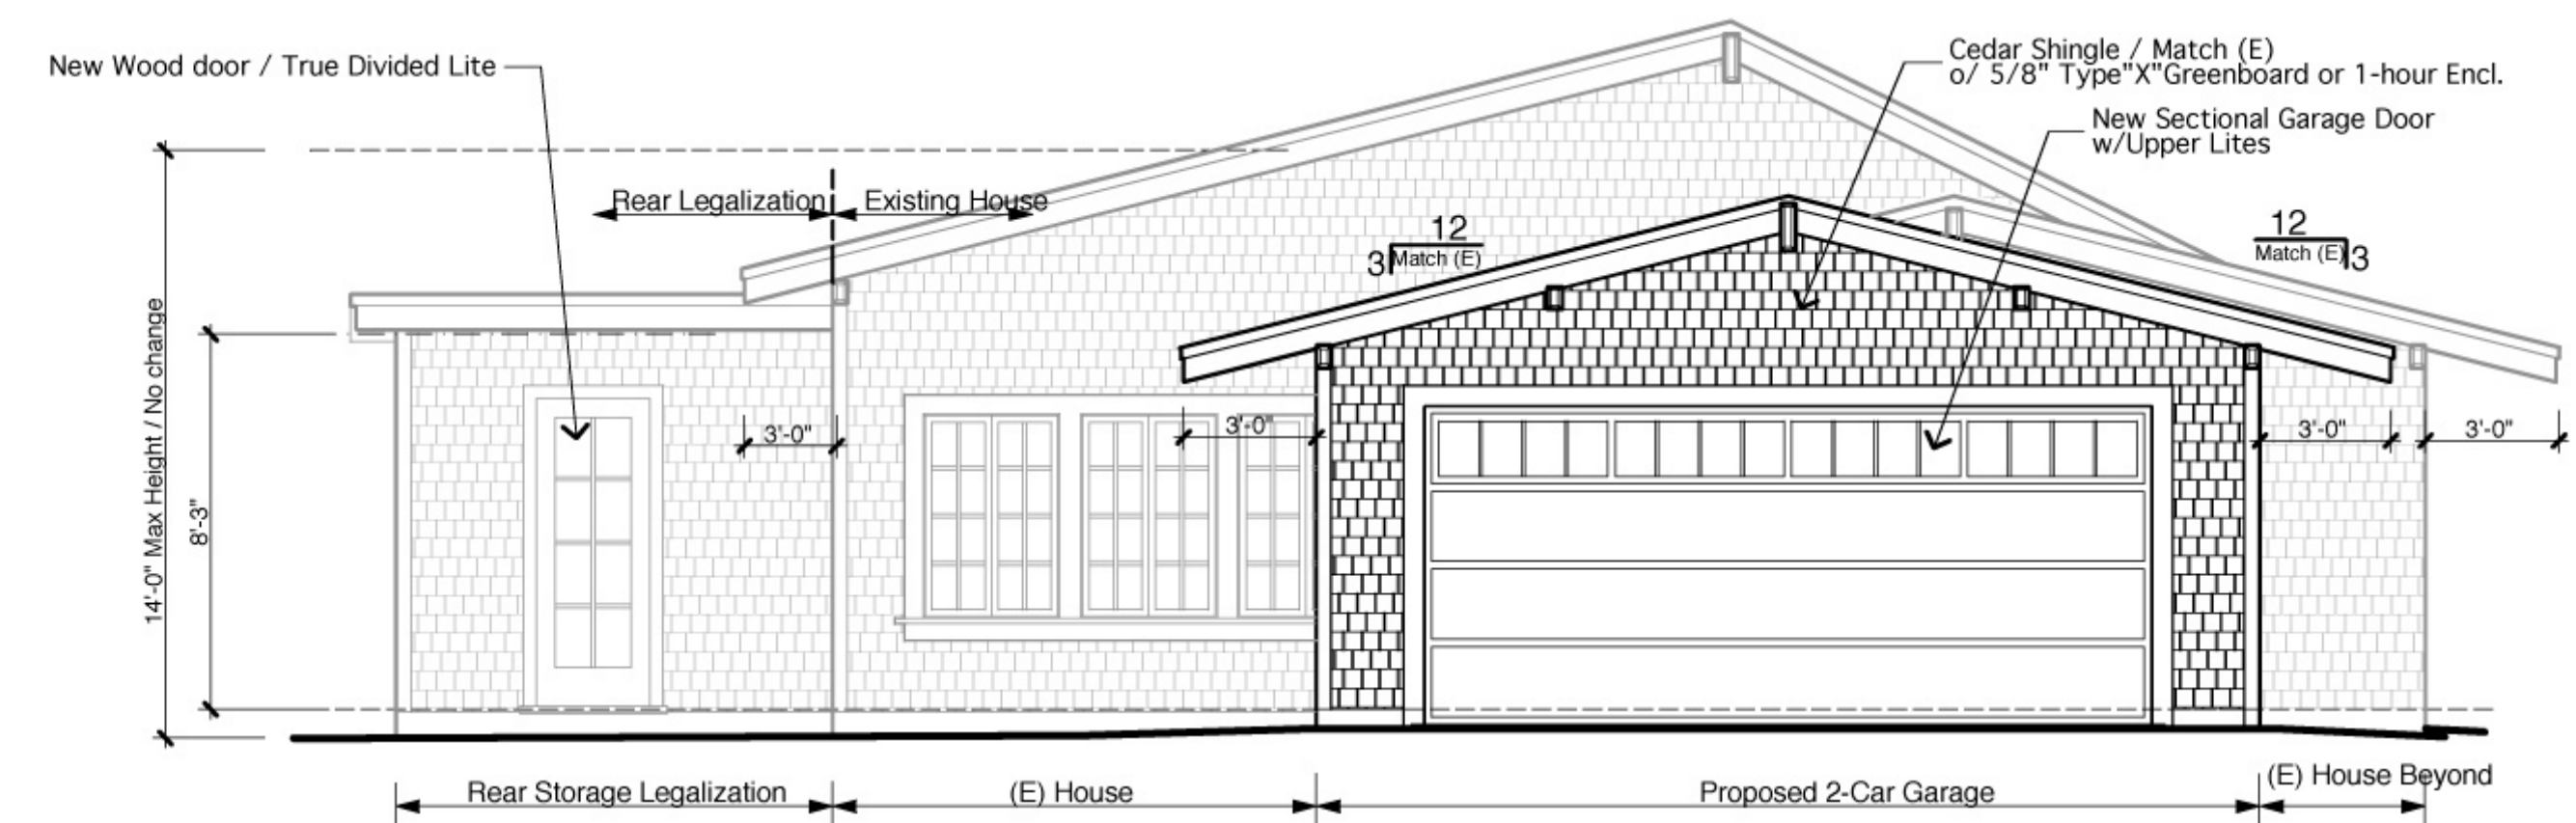 New Wood door / True Divided Lite
Cedar Shingle / Match (E)
o/ 5/8" Type"X"Greenboard or 1-hour Encl.
New Sectional Garage Door
w/Upper Lites
Rear Legalization
Existing House
12
3
Match (E)
12
Match (E)
3
14'-0" Max Height / No change
8'-3"
3'-0"
3'-0"
3'-0"
3'-0"
Rear Storage Legalization
(E) House
Proposed 2-Car Garage
(E) House Beyond